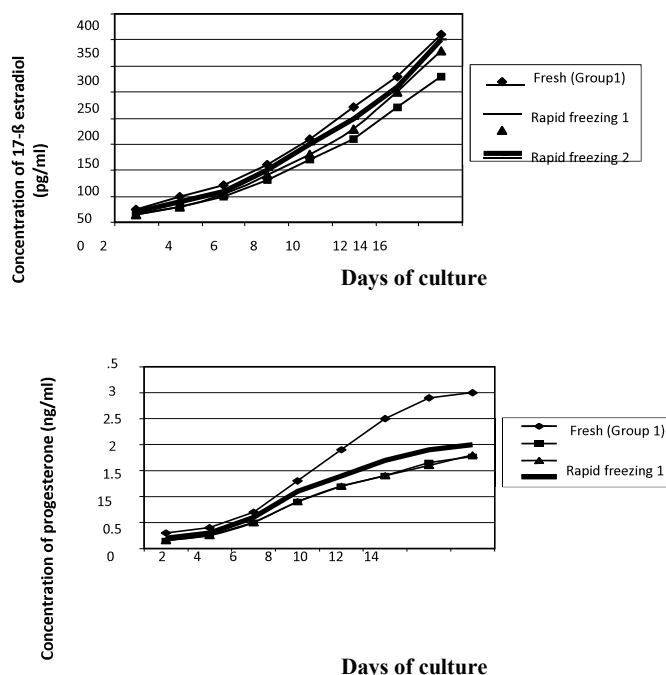 Concentration of 17-ß estradiol
(pg/ml)
400
350
300
250
200
150
100
50
0 2 4 6 8 10 12 14 16
Days of culture
Fresh (Group1)
Rapid freezing 1
Rapid freezing 2
Concentration of progesterone (ng/ml)
.5
3
2.5
2
1.5
15
0.5
0
2 4 6 8 10 12 14
Days of culture
Fresh (Group 1)
Rapid freezing 1